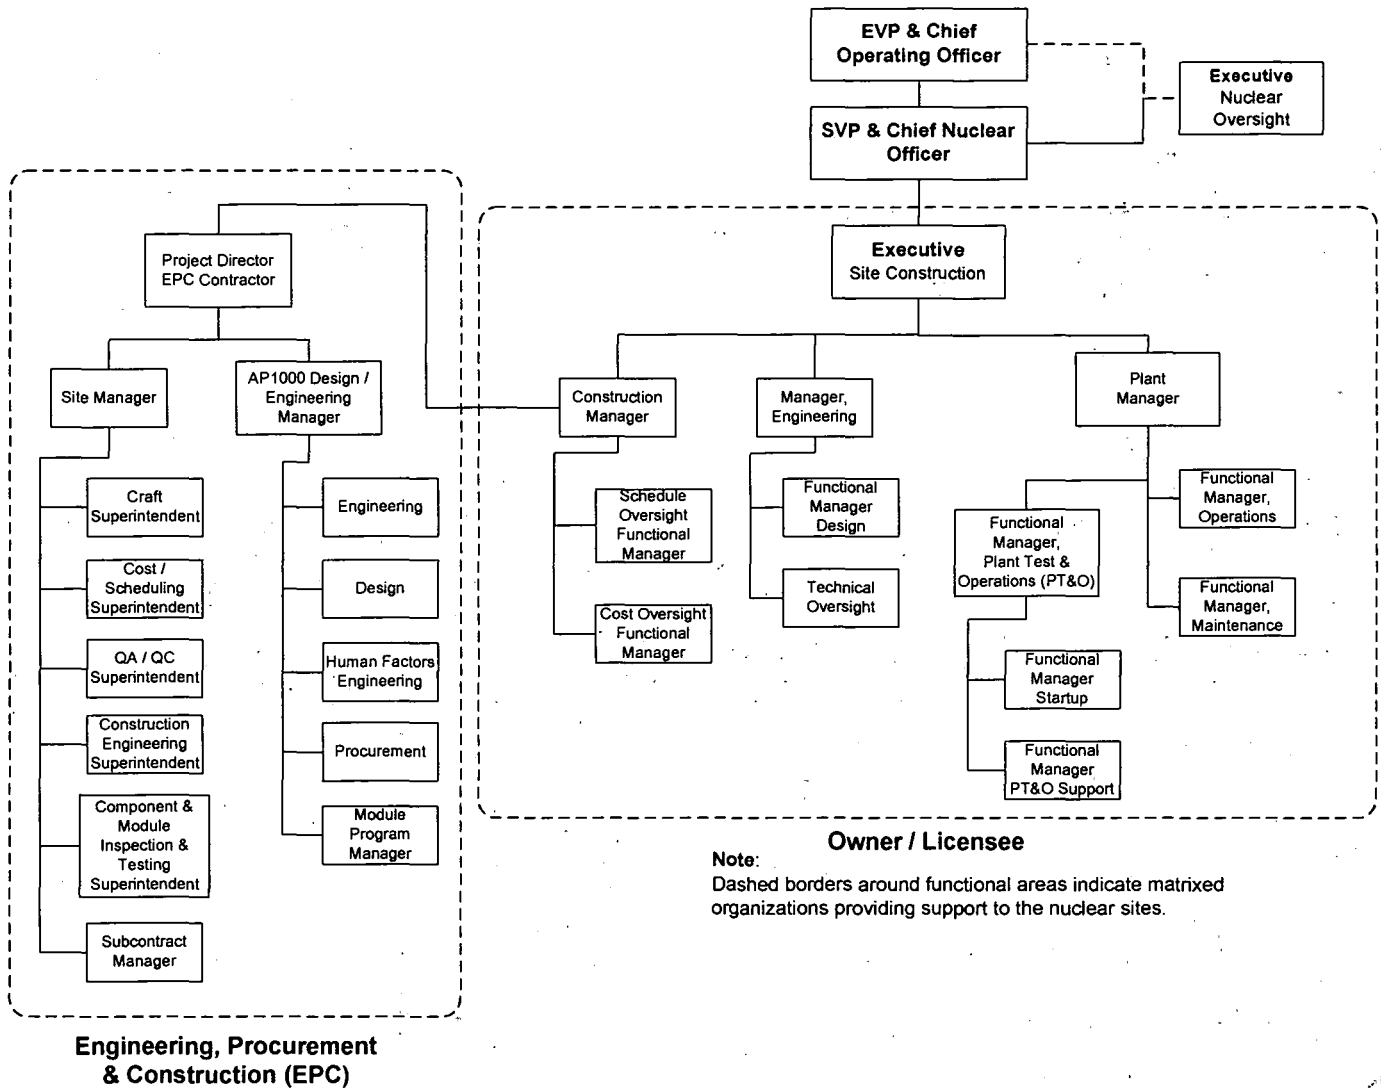 EVP & Chief
Operating Officer
Executive
Nuclear
Oversight
SVP & Chief Nuclear
Officer
Executive
Site Construction
Project Director
EPC Contractor
Site Manager
AP1000 Design /
Engineering
Manager
Construction
Manager
Manager,
Engineering
Plant
Manager
Craft
Superintendent
Cost /
Scheduling
Superintendent
QA / QC
Superintendent
Construction
Engineering
Superintendent
Component &
Module
Inspection &
Testing
Superintendent
Subcontract
Manager
Engineering
Design
Human Factors
Engineering
Procurement
Module
Program
Manager
Schedule
Oversight
Functional
Manager
Cost Oversight
Functional
Manager
Functional
Manager
Design
Technical
Oversight
Functional
Manager,
Plant Test &
Operations (PT&O)
Functional
Manager,
Operations
Functional
Manager,
Maintenance
Functional
Manager
Startup
Functional
Manager
PT&O Support
Owner / Licensee
Note:
Dashed borders around functional areas indicate matrixed
organizations providing support to the nuclear sites.
Engineering, Procurement
& Construction (EPC)